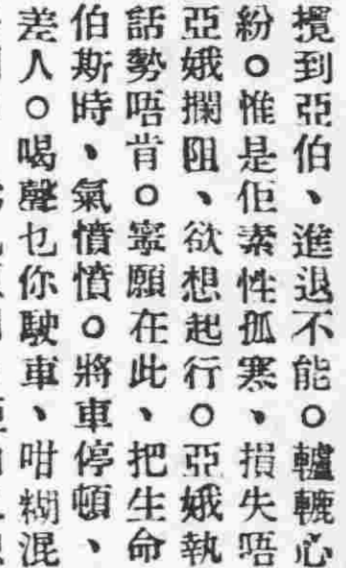 攪到亞伯、進退不能。轤轆心
紛。惟是佢素性孤寒、損失唔
亞娥攔阻、欲想起行。亞娥執
話勢唔肯。寧願在此、把生命
伯斯時、氣憤憤。將車停頓、
差人。喝聲乜你駛車、咁糊混